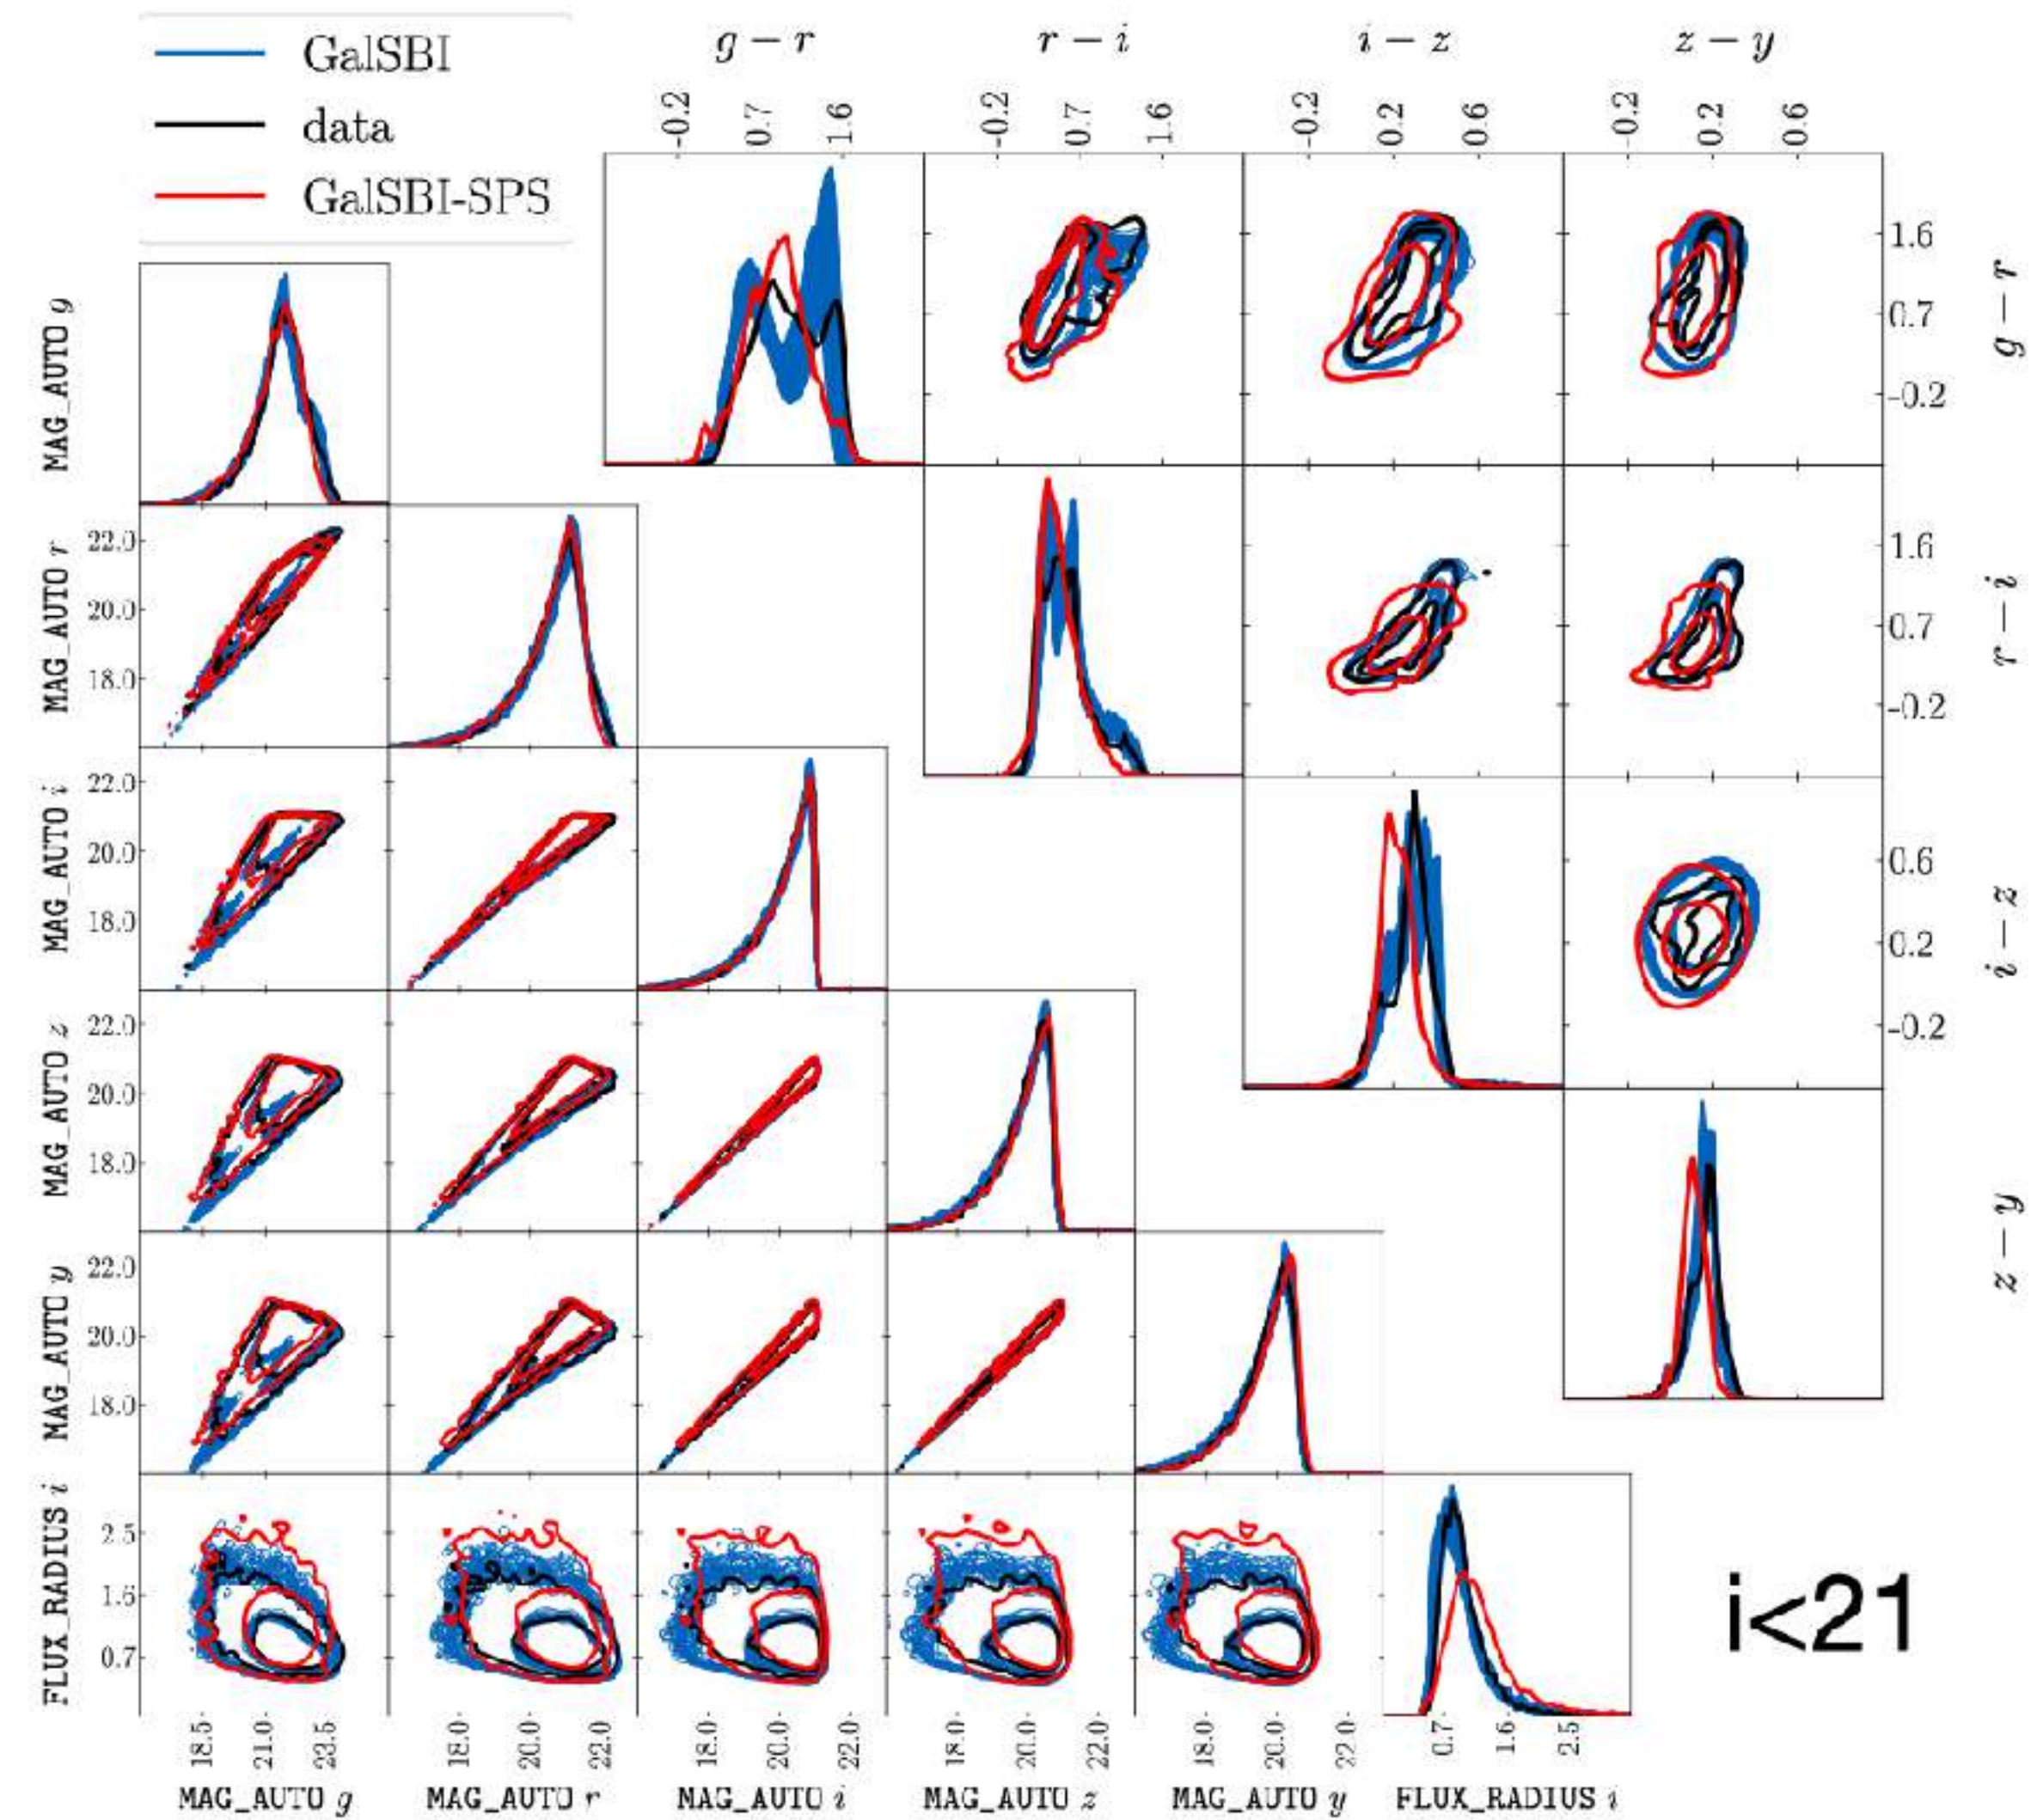 GalSBI
data
GalSBI-SPS
g − r
r − i
i − z
z − y
-0.2 0.7 1.6
-0.2 0.7 1.6
-0.2 0.2 0.6
-0.2 0.2 0.6
1.6
0.7
-0.2
g − r
1.6
0.7
-0.2
r − i
0.6
0.2
-0.2
i − z
z − y
MAG_AUTO g
MAG_AUTO r
22.0
20.0
18.0
MAG_AUTO i
22.0
20.0
18.0
MAG_AUTO z
22.0
20.0
18.0
MAG_AUTO y
22.0
20.0
18.0
FLUX_RADIUS i
2.5
1.6
0.7
i<21
18.5 21.0 23.5
18.0 20.0 22.0
18.0 20.0 22.0
18.0 20.0 22.0
18.0 20.0 22.0
0.7 1.6 2.5
MAG_AUTO g
MAG_AUTO r
MAG_AUTO i
MAG_AUTO z
MAG_AUTO y
FLUX_RADIUS i